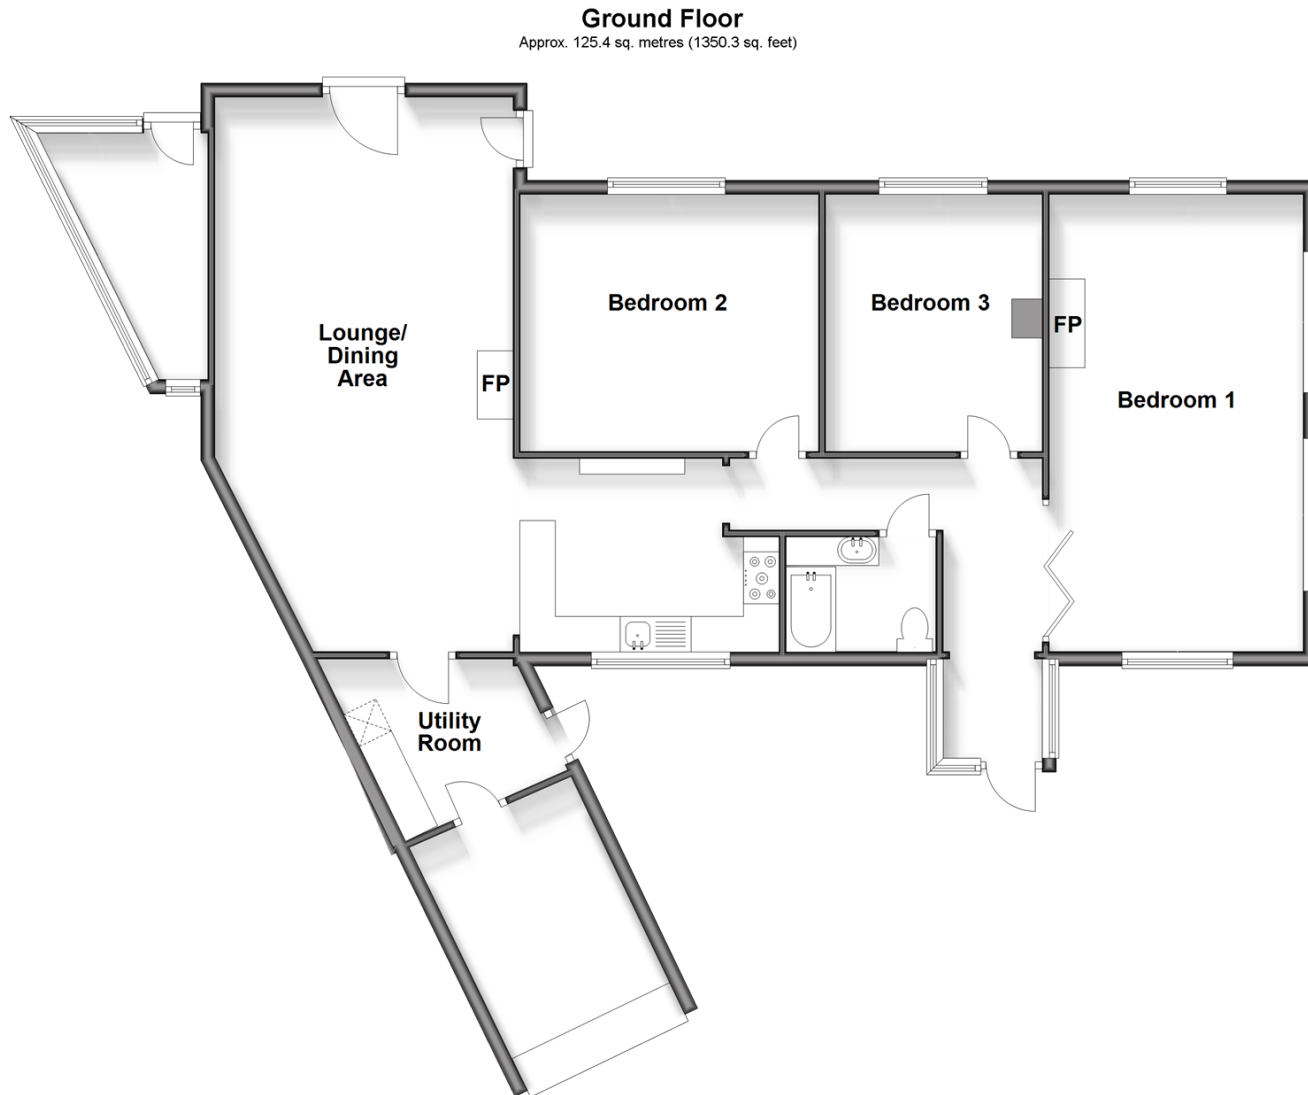 Ground Floor
Approx. 125.4 sq. metres (1350.3 sq. feet)
Bedroom 2
Bedroom 3
FP
Lounge/
Dining
Area
FP
Bedroom 1
Utility
Room